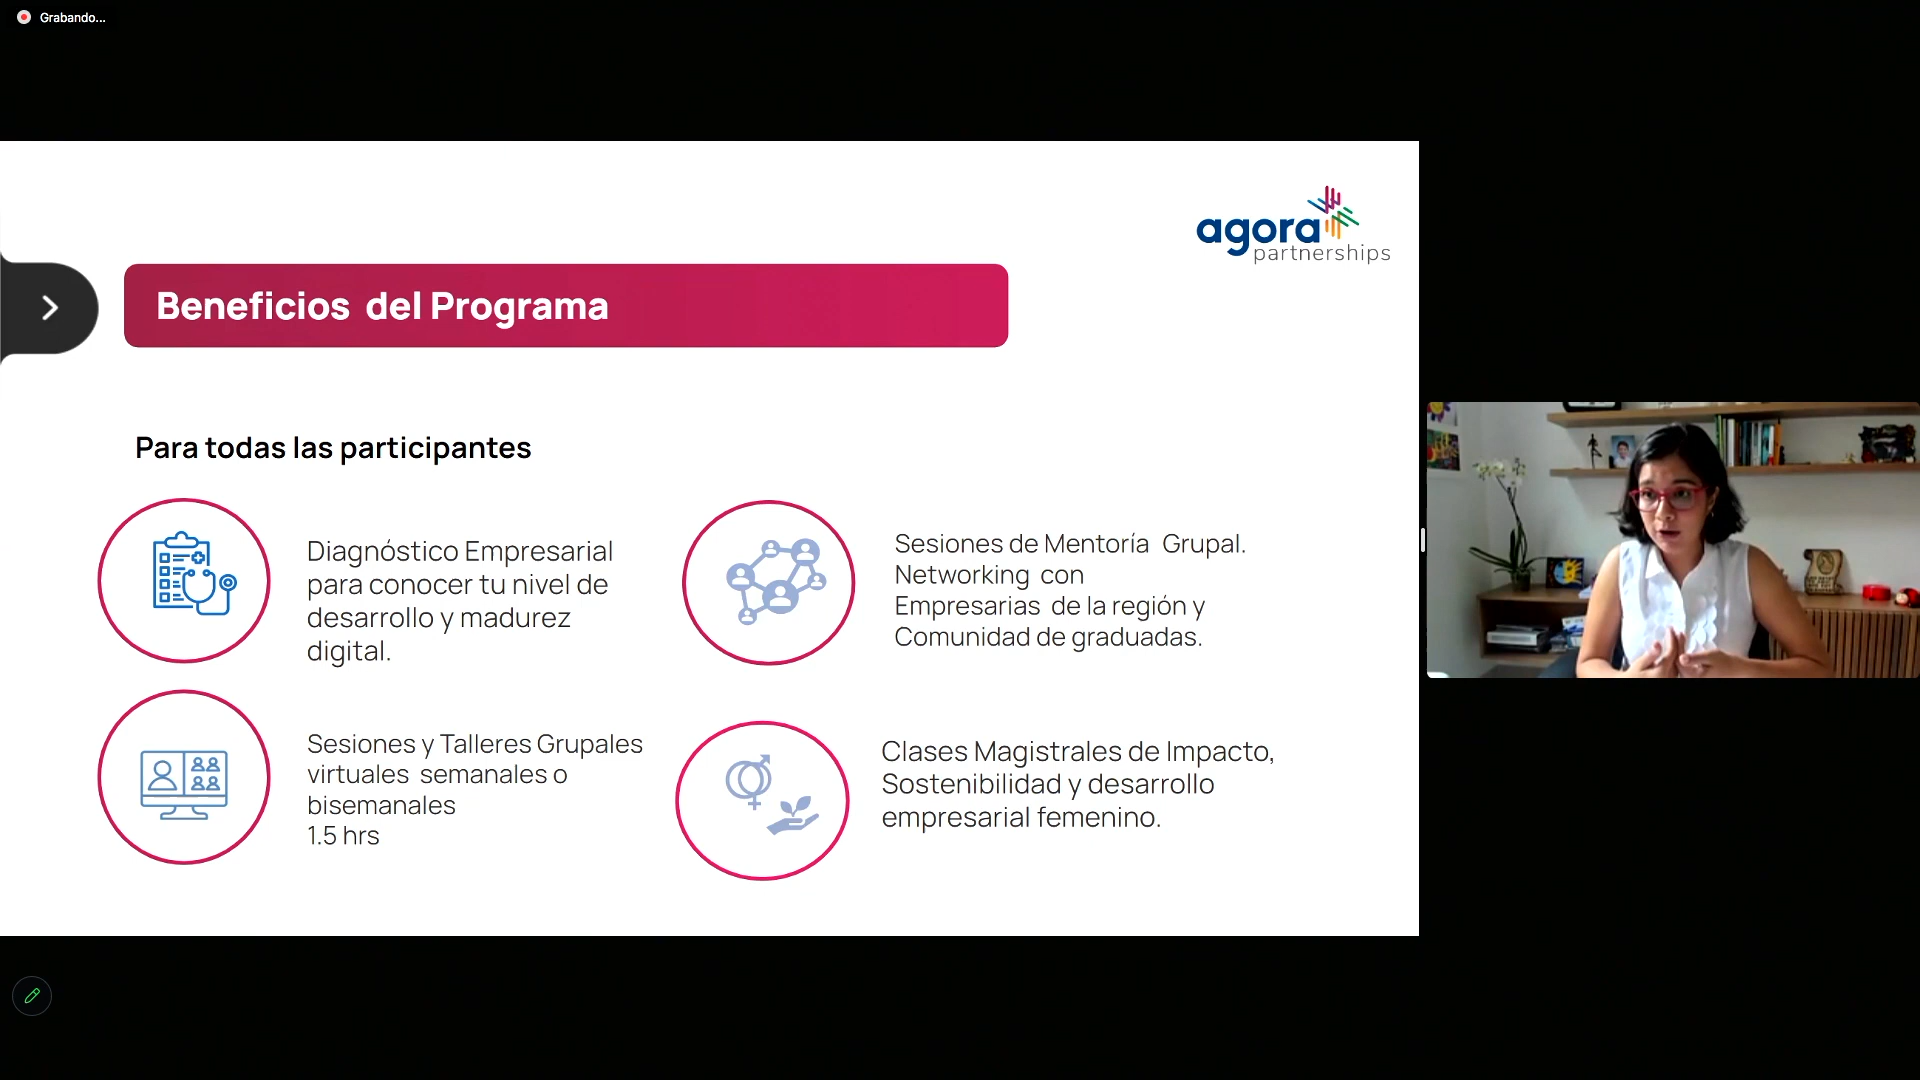 Grabando...
agora
partnerships
Beneficios del Programa
Para todas las participantes
Diagnóstico Empresarial
para conocer tu nivel de
desarrollo y madurez
digital.
Sesiones de Mentoría Grupal.
Networking con
Empresarias de la región y
Comunidad de graduadas.
Sesiones y Talleres Grupales
virtuales semanales o
bisemanales
1.5 hrs
Clases Magistrales de Impacto,
Sostenibilidad y desarrollo
empresarial femenino.